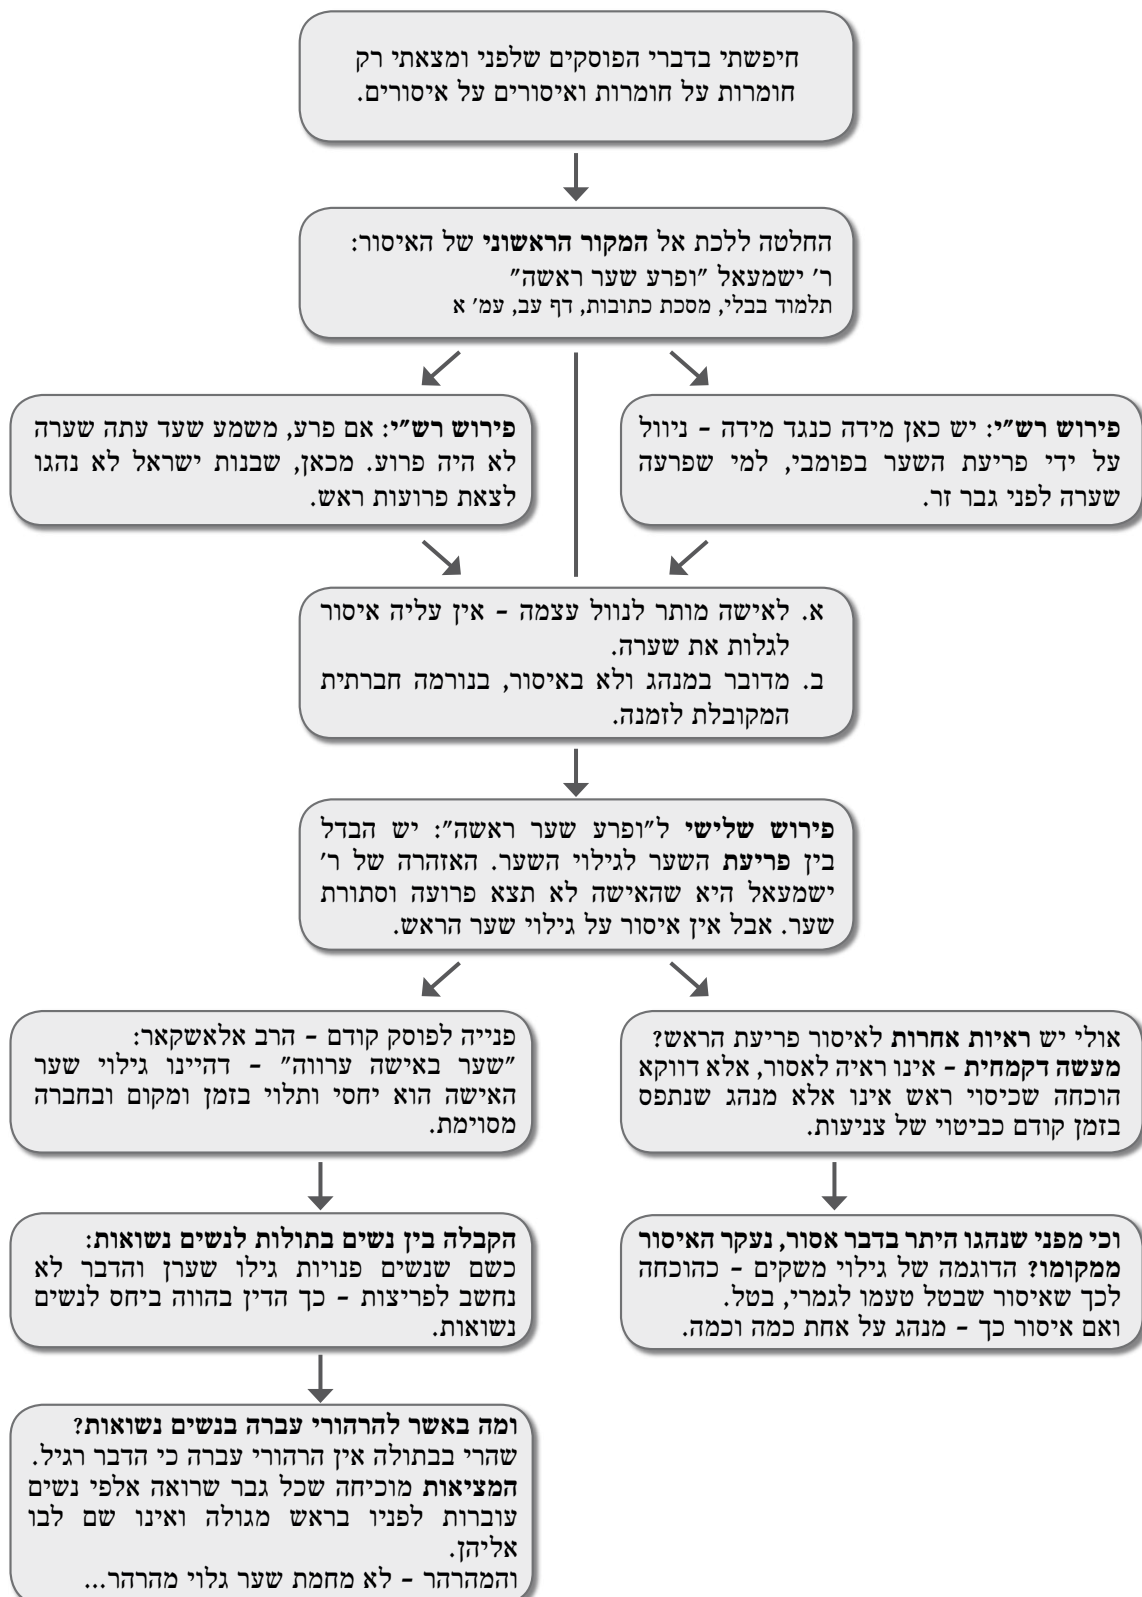 חיפשתי בדברי הפוסקים שלפני ומצאתי רק
חומרות על חומרות ואיסורים על איסורים.
החלטה ללכת אל המקור הראשוני של האיסור:
ר' ישמעאל "ופרע שער ראשה"
תלמוד בבלי, מסכת כתובות, דף עב, עמ' א
פירוש רש"י: יש כאן מידה כנגד מידה - ניוול
על ידי פריעת השער בפומבי, למי שפרעה
שערה לפני גבר זר.
פירוש רש"י: אם פרע, משמע שעד עתה שערה
לא היה פרוע. מכאן, שבנות ישראל לא נהגו
לצאת פרועות ראש.
א. לאישה מותר לנוול עצמה - אין עליה איסור
לגלות את שערה.
ב. מדובר במנהג ולא באיסור, בנורמה חברתית
המקובלת לזמנה.
פירוש שלישי ל"ופרע שער ראשה": יש הבדל
בין פריעת השער לגילוי השער. האזהרה של ר'
ישמעאל היא שהאישה לא תצא פרועה וסתורת
שער. אבל אין איסור על גילוי שער הראש.
אולי יש ראיות אחרות לאיסור פריעת הראש?
מעשה דקמחית - אינו ראיה לאסור, אלא דווקא
הוכחה שכיסוי ראש אינו אלא מנהג שנתפס
בזמן קודם כביטוי של צניעות.
וכי מפני שנהגו היתר בדבר אסור, נעקר האיסור
ממקומו? הדוגמה של גילוי משקים - כהוכחה
לכך שאיסור שבטל טעמו לגמרי, בטל.
ואם איסור כך - מנהג על אחת כמה וכמה.
פנייה לפוסק קודם - הרב אלאשקאר:
"שער באישה ערווה" - דהיינו גילוי שער
האישה הוא יחסי ותלוי בזמן ומקום ובחברה
מסוימת.
הקבלה בין נשים בתולות לנשים נשואות:
כשם שנשים פנויות גילו שערן והדבר לא
נחשב לפריצות - כך הדין בהווה ביחס לנשים
נשואות.
ומה באשר להרהורי עברה בנשים נשואות?
שהרי בבתולה אין הרהורי עברה כי הדבר רגיל.
המציאות מוכיחה שכל גבר שרואה אלפי נשים
עוברות לפניו בראש מגולה ואינו שם לבו
אליהן.
והמהרהר - לא מחמת שער גלוי מהרהר...